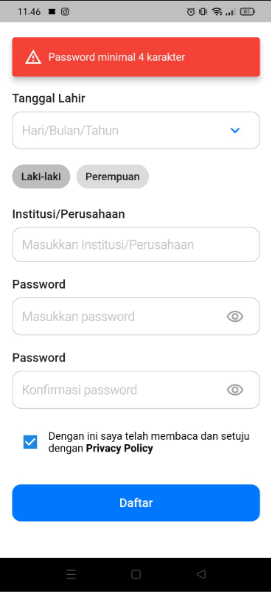 11.46
81
Password minimal 4 karakter
Tanggal Lahir
Hari/Bulan/Tahun
Laki-laki
Perempuan
Institusi/Perusahaan
Masukkan Institusi/Perusahaan
Password
Masukkan password
Password
Konfirmasi password
Dengan ini saya telah membaca dan setuju
dengan Privacy Policy
Daftar